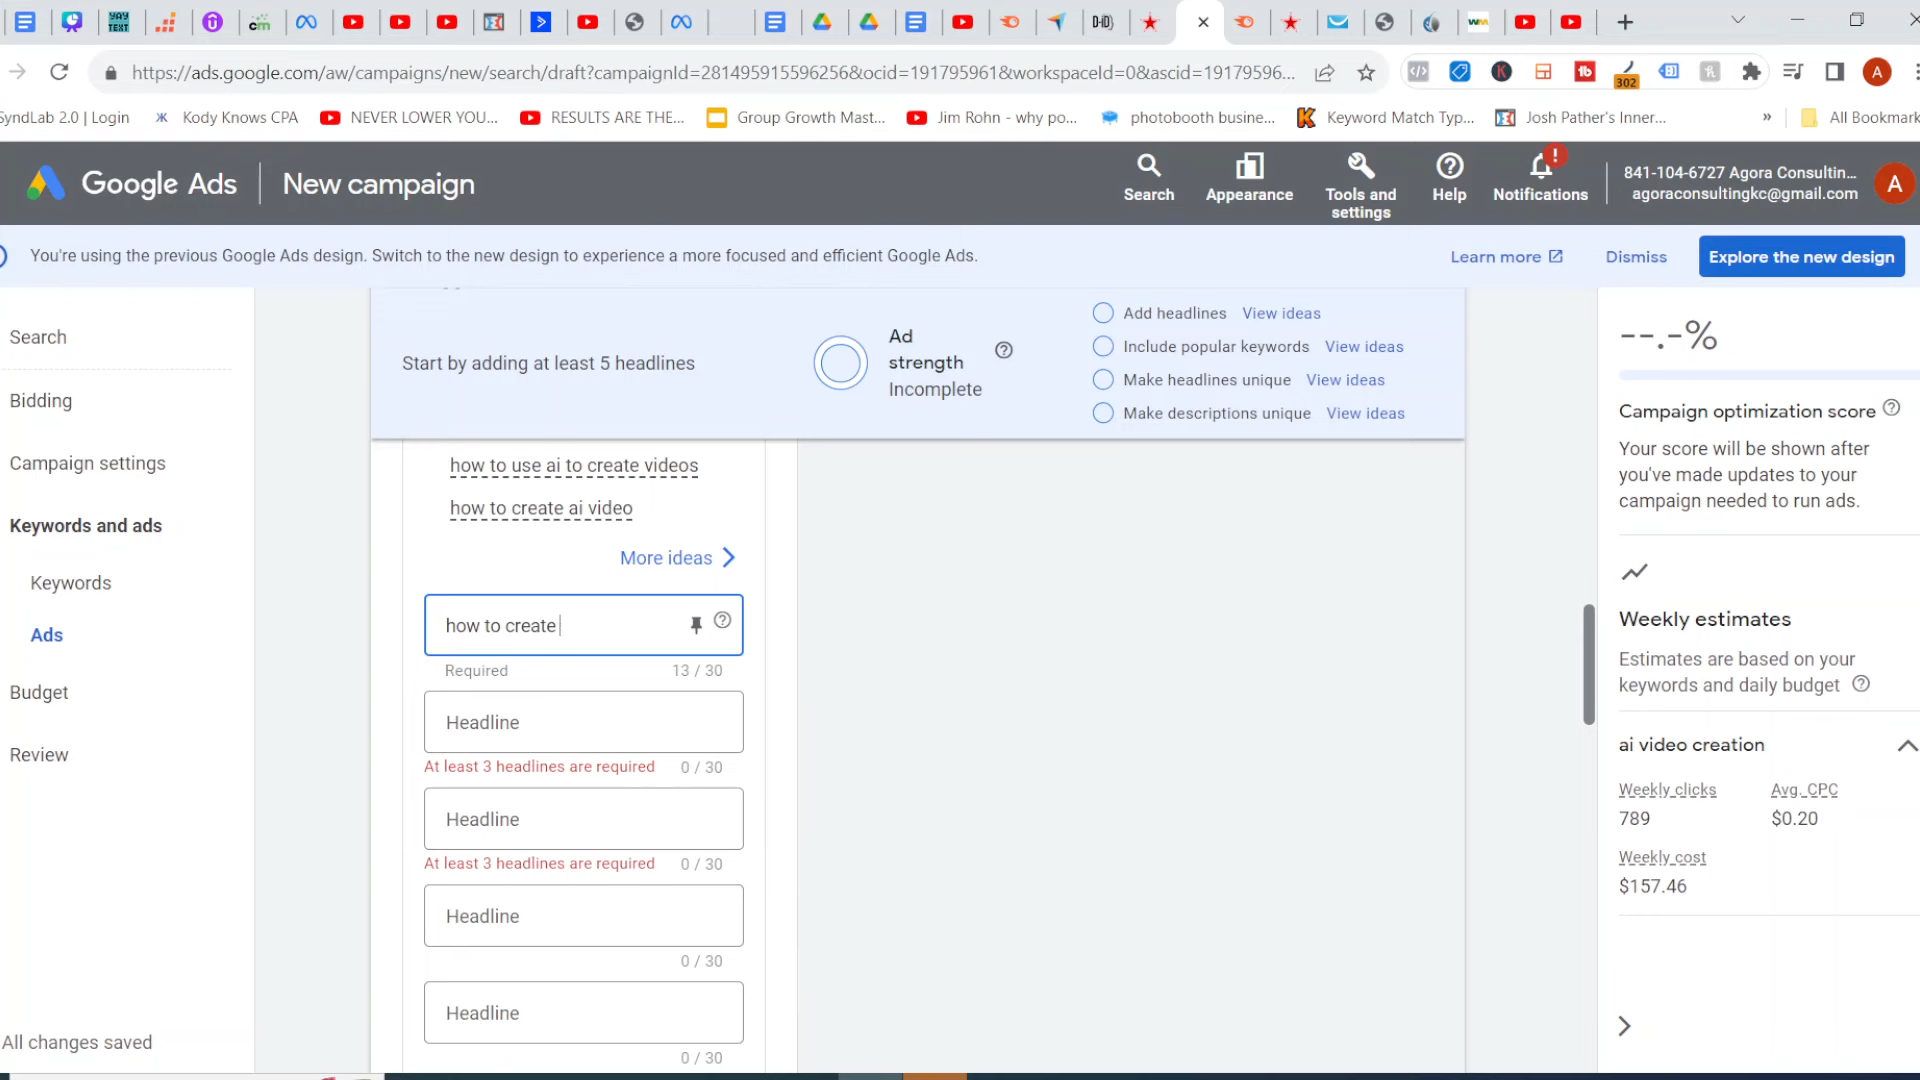 YAY
TEXT
cm
D-iD
wm
https://ads.google.com/aw/campaigns/new/search/draft?campaignId=281495915596256&ocid=191795961&workspaceId=0&ascid=19179596...
302
A
SyndLab 2.0 | Login
Kody Knows CPA
NEVER LOWER YOU...
RESULTS ARE THE...
Group Growth Mast...
Jim Rohn - why po...
photobooth busine...
Keyword Match Typ...
Josh Pather's Inner...
»
All Bookmark
Google Ads
New campaign
Search
Appearance
Tools and
settings
Help
Notifications
841-104-6727 Agora Consultin...
agoraconsultingkc@gmail.com
A
You're using the previous Google Ads design. Switch to the new design to experience a more focused and efficient Google Ads.
Learn more
Dismiss
Explore the new design
Search
Bidding
Campaign settings
Keywords and ads
Keywords
Ads
Budget
Review
All changes saved
Start by adding at least 5 headlines
Ad
strength
Incomplete
Add headlines View ideas
Include popular keywords View ideas
Make headlines unique View ideas
Make descriptions unique View ideas
how to use ai to create videos
how to create ai video
More ideas
how to create
Required 13 / 30
Headline
At least 3 headlines are required 0 / 30
Headline
At least 3 headlines are required 0 / 30
Headline
0 / 30
Headline
0 / 30
--.-%
Campaign optimization score
Your score will be shown after
you've made updates to your
campaign needed to run ads.
Weekly estimates
Estimates are based on your
keywords and daily budget
ai video creation
Weekly clicks Avg. CPC
789 $0.20
Weekly cost
$157.46